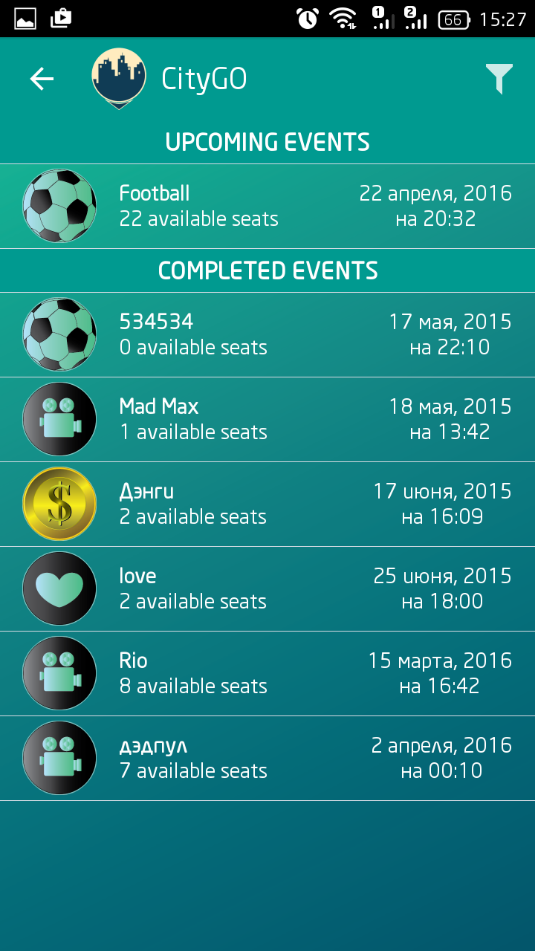 1 2 66 15:27
CityGO
UPCOMING EVENTS
Football 22 апреля, 2016
22 available seats на 20:32
COMPLETED EVENTS
534534 17 мая, 2015
0 available seats на 22:10
Mad Max 18 мая, 2015
1 available seats на 13:42
Дэнги 17 июня, 2015
$
2 available seats на 16:09
love 25 июня, 2015
2 available seats на 18:00
Rio 15 марта, 2016
8 available seats на 16:42
дэдпул 2 апреля, 2016
7 available seats на 00:10